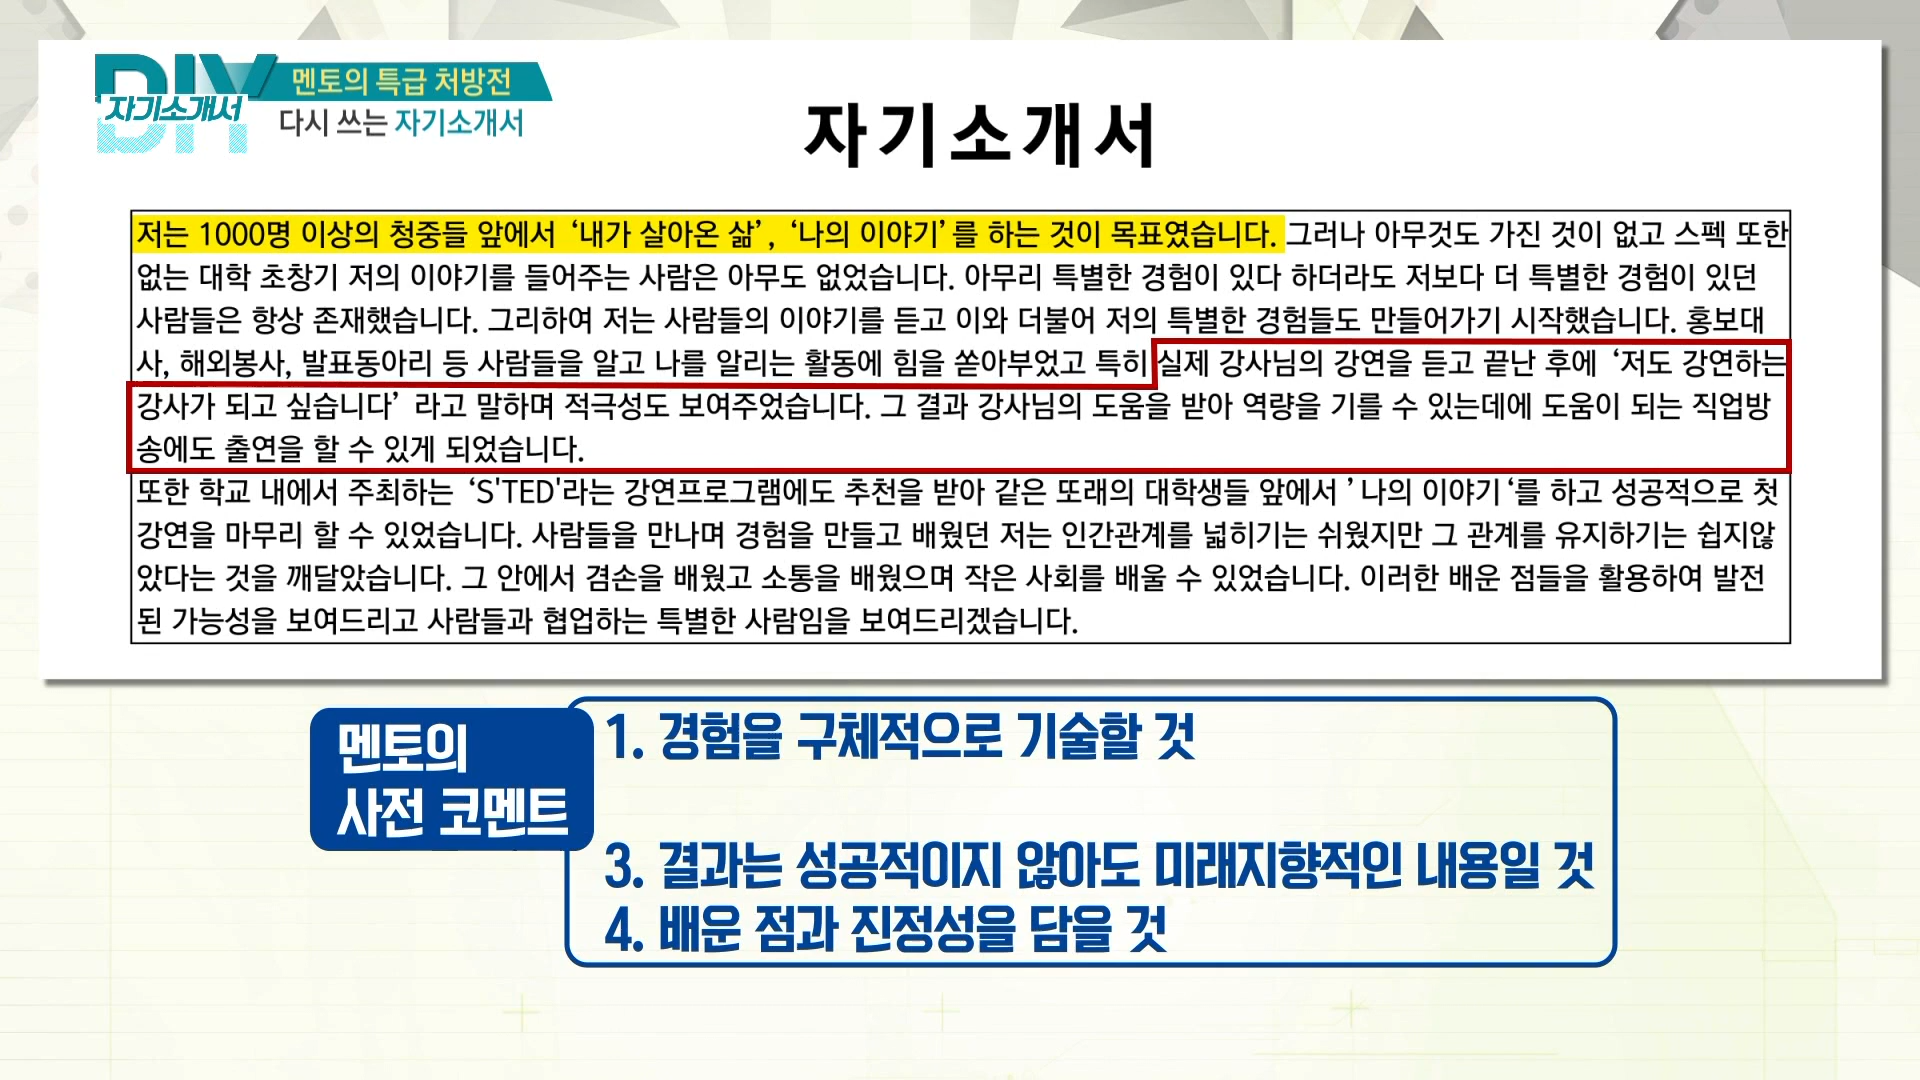 DIY
자기소개서
멘토의 특급 처방전
다시 쓰는 자기소개서
자기소개서
저는 1000명 이상의 청중들 앞에서 ‘내가 살아온 삶’, ‘나의 이야기’를 하는 것이 목표였습니다. 그러나 아무것도 가진 것이 없고 스펙 또한
없는 대학 초창기 저의 이야기를 들어주는 사람은 아무도 없었습니다. 아무리 특별한 경험이 있다 하더라도 저보다 더 특별한 경험이 있던
사람들은 항상 존재했습니다. 그리하여 저는 사람들의 이야기를 듣고 이와 더불어 저의 특별한 경험들도 만들어가기 시작했습니다. 홍보대
사, 해외봉사, 발표동아리 등 사람들을 알고 나를 알리는 활동에 힘을 쏟아부었고 특히 실제 강사님의 강연을 듣고 끝난 후에 ‘저도 강연하는
강사가 되고 싶습니다’ 라고 말하며 적극성도 보여주었습니다. 그 결과 강사님의 도움을 받아 역량을 기를 수 있는데에 도움이 되는 직업방
송에도 출연을 할 수 있게 되었습니다.
또한 학교 내에서 주최하는 ‘S'TED'라는 강연프로그램에도 추천을 받아 같은 또래의 대학생들 앞에서 ’나의 이야기‘를 하고 성공적으로 첫
강연을 마무리 할 수 있었습니다. 사람들을 만나며 경험을 만들고 배웠던 저는 인간관계를 넓히기는 쉬웠지만 그 관계를 유지하기는 쉽지않
았다는 것을 깨달았습니다. 그 안에서 겸손을 배웠고 소통을 배웠으며 작은 사회를 배울 수 있었습니다. 이러한 배운 점들을 활용하여 발전
된 가능성을 보여드리고 사람들과 협업하는 특별한 사람임을 보여드리겠습니다.
멘토의
사전 코멘트
1. 경험을 구체적으로 기술할 것
3. 결과는 성공적이지 않아도 미래지향적인 내용일 것
4. 배운 점과 진정성을 담을 것